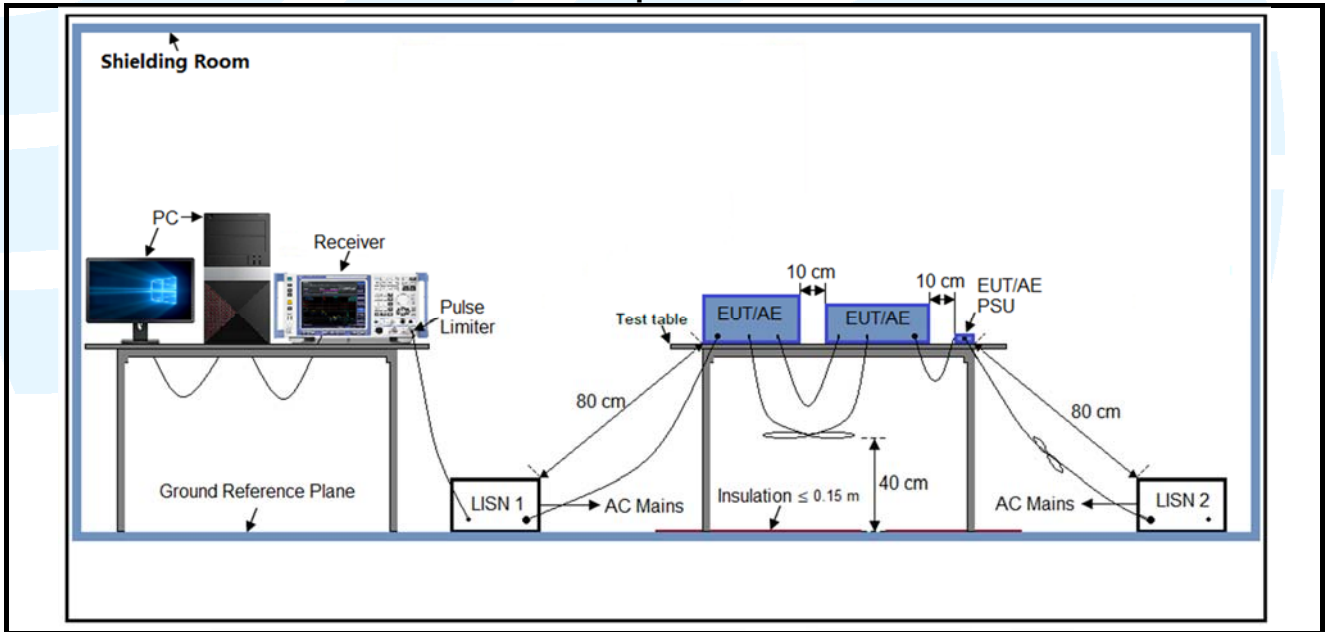 Shielding Room
PC
Receiver
Pulse
Limiter
10 cm
10 cm
EUT/AE
PSU
EUT/AE
EUT/AE
Test table
80 cm
80 cm
40 cm
Ground Reference Plane
LISN 1
AC Mains
Insulation ≤ 0.15 m
AC Mains
LISN 2